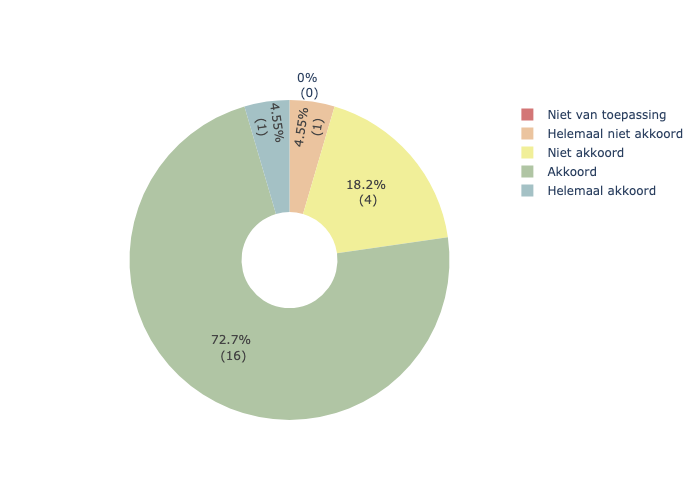 0%
(0)
4.55%
(1)
4.55%
(1)
18.2%
(4)
72.7%
(16)
Niet van toepassing
Helemaal niet akkoord
Niet akkoord
Akkoord
Helemaal akkoord